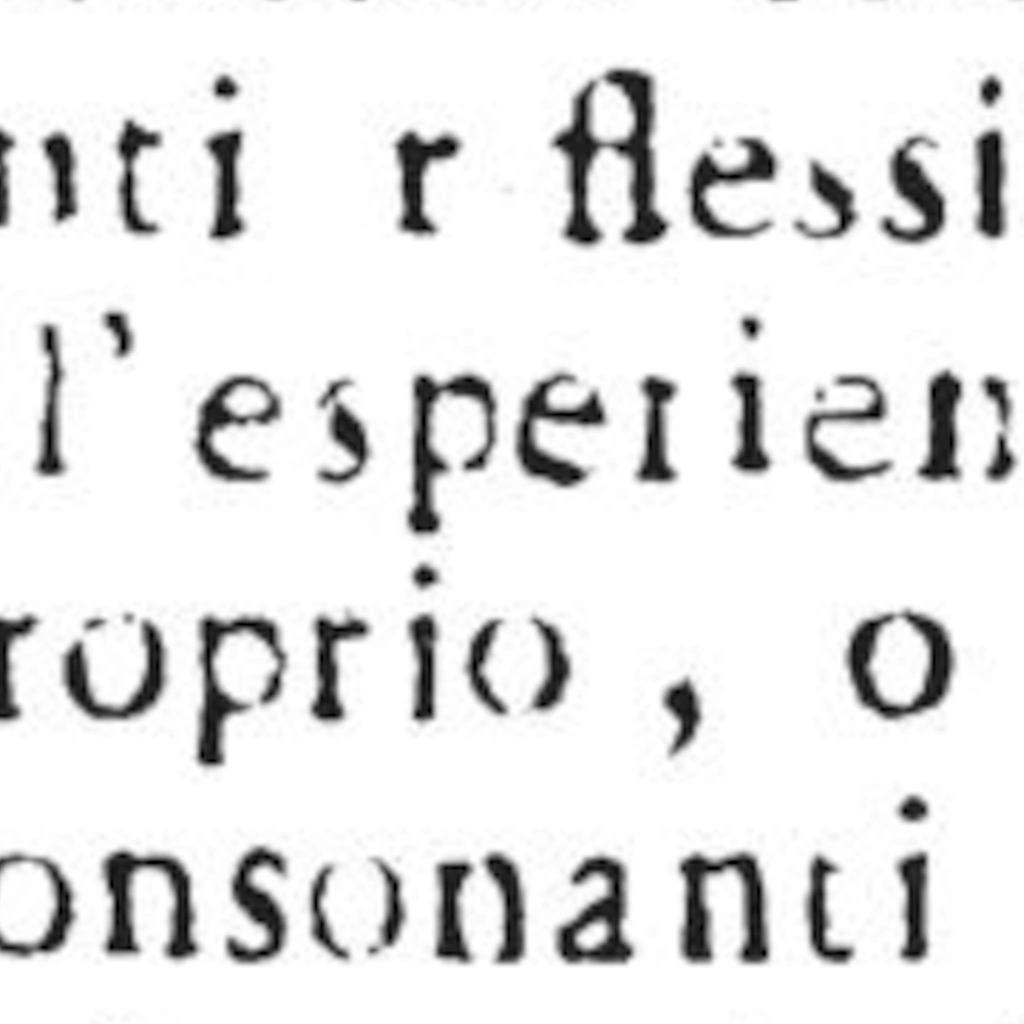 nti r flessi
l' esperien
roprio , o
onsonanti